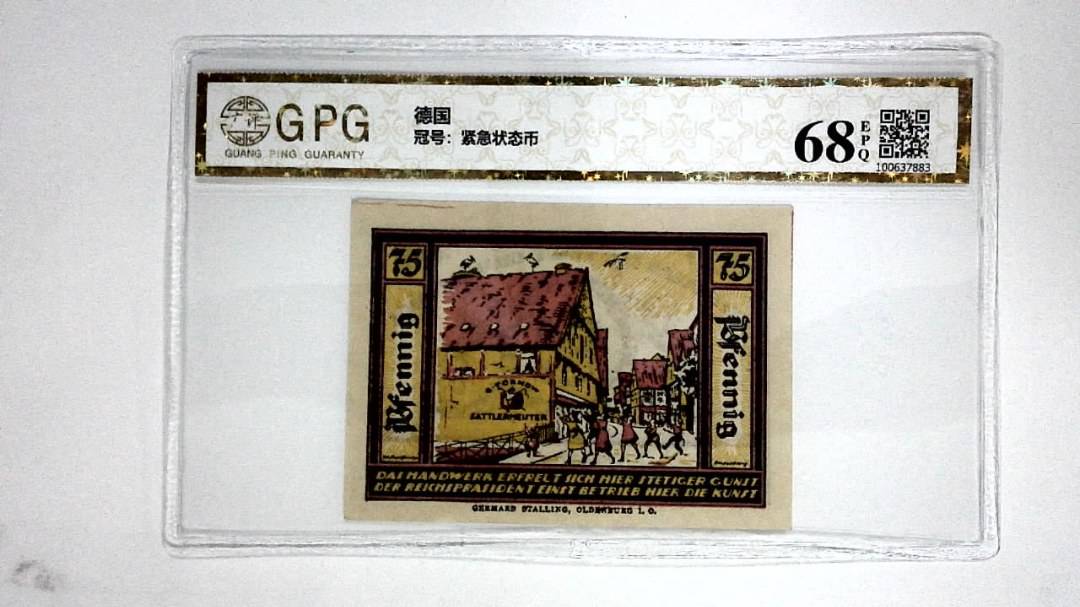 GPG
GUANG PING GUARANTY
德国
冠号：紧急状态币
68
EPQ
100637883
75
75
Pfennig
Pfennig
SATTLERMEISTER
DAS HANDWERK ERFREUT SICH HIER STETIGER GUNST
DER REICHSPRÄSIDENT EINST BETRIEB HIER DIE KUNST
GERHARD STALLING, OLDENBURG I. O.